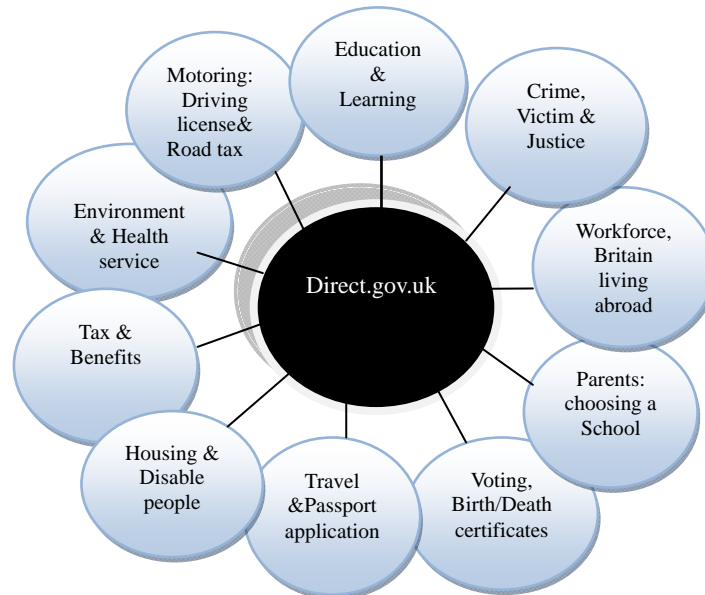 Education
&
Learning
Motoring:
Driving
license&
Road tax
Crime,
Victim &
Justice
Environment
& Health
service
Workforce,
Britain
living
abroad
Direct.gov.uk
Tax &
Benefits
Parents:
choosing a
School
Housing &
Disable
people
Travel
&Passport
application
Voting,
Birth/Death
certificates